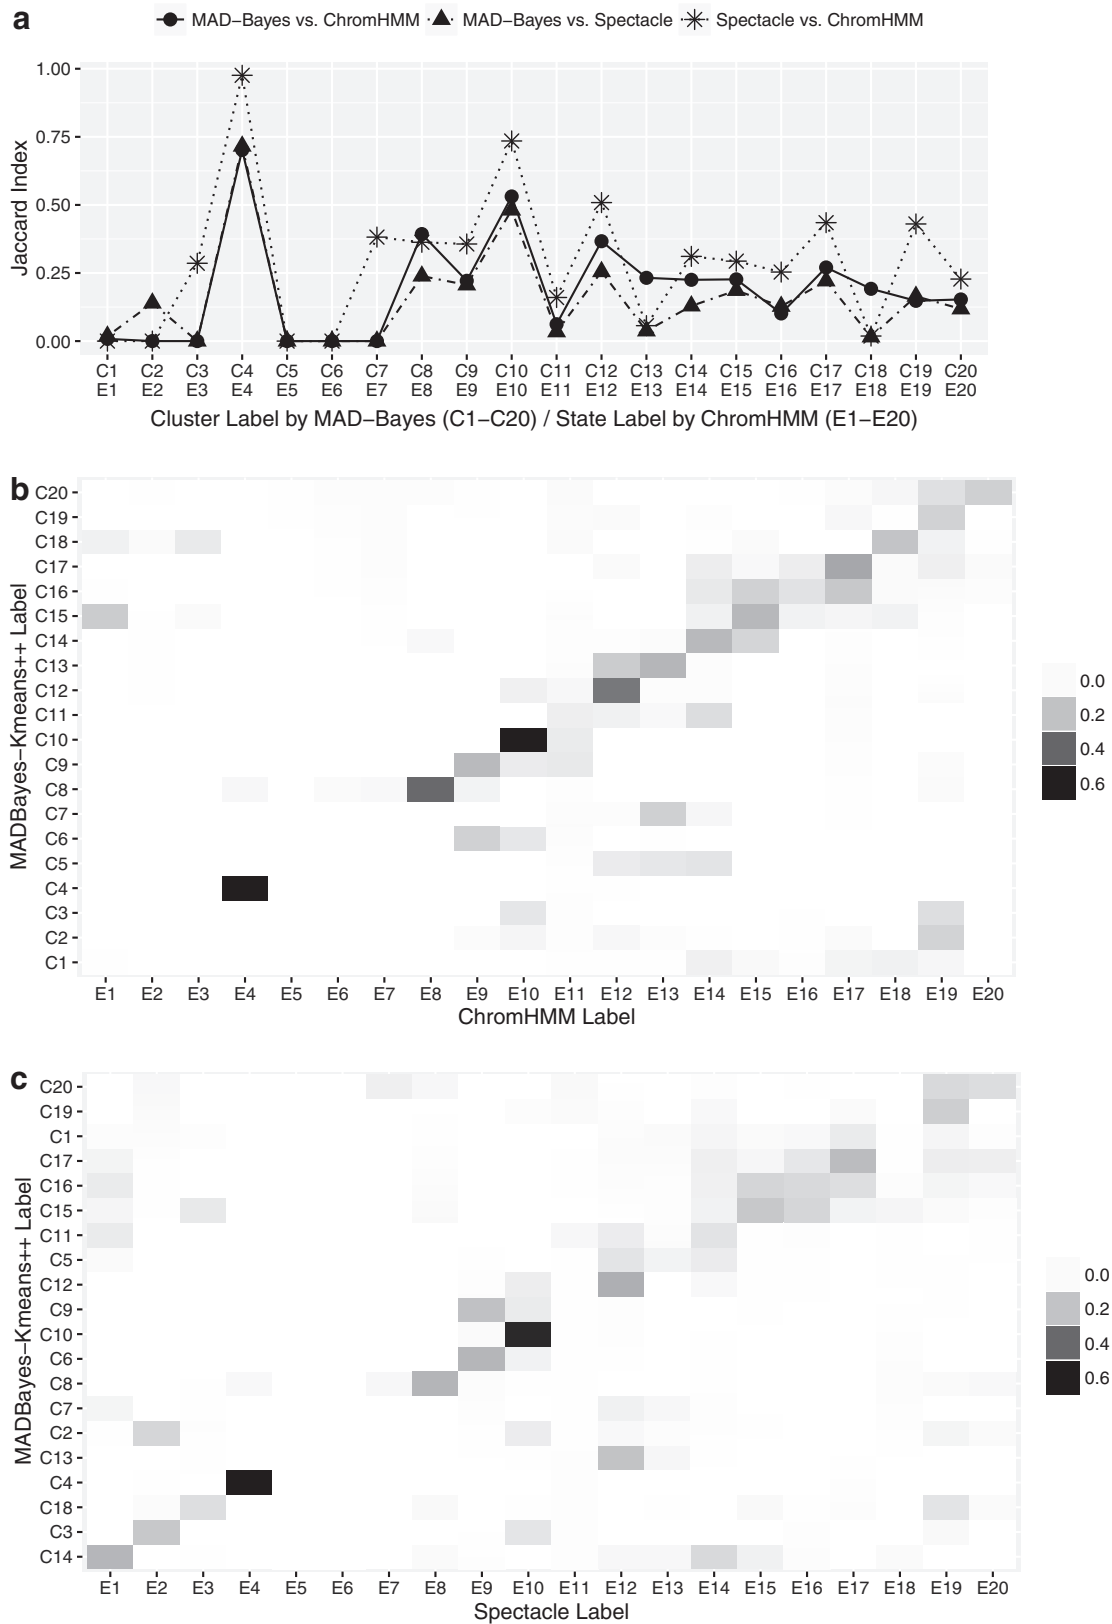 a
MAD−Bayes vs. ChromHMM MAD−Bayes vs. Spectacle Spectacle vs. ChromHMM
Jaccard Index
1.00
0.75
0.50
0.25
0.00
C1 C2 C3 C4 C5 C6 C7 C8 C9 C10 C11 C12 C13 C14 C15 C16 C17 C18 C19 C20
E1 E2 E3 E4 E5 E6 E7 E8 E9 E10 E11 E12 E13 E14 E15 E16 E17 E18 E19 E20
Cluster Label by MAD−Bayes (C1−C20) / State Label by ChromHMM (E1−E20)
b
MADBayes−Kmeans++ Label
C20
C19
C18
C17
C16
C15
C14
C13
C12
C11
C10
C9
C8
C7
C6
C5
C4
C3
C2
C1
E1 E2 E3 E4 E5 E6 E7 E8 E9 E10 E11 E12 E13 E14 E15 E16 E17 E18 E19 E20
ChromHMM Label
0.0
0.2
0.4
0.6
c
MADBayes−Kmeans++ Label
C20
C19
C1
C17
C16
C15
C11
C5
C12
C9
C10
C6
C8
C7
C2
C13
C4
C18
C3
C14
E1 E2 E3 E4 E5 E6 E7 E8 E9 E10 E11 E12 E13 E14 E15 E16 E17 E18 E19 E20
Spectacle Label
0.0
0.2
0.4
0.6